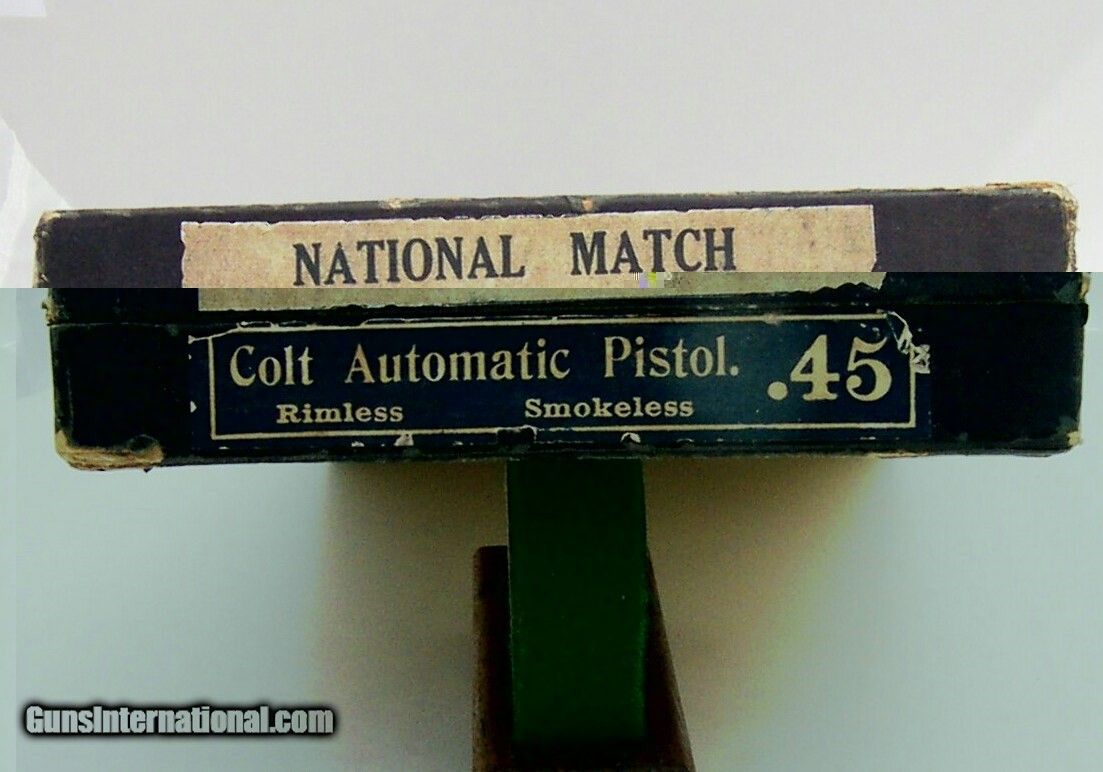 NATIONAL MATCH
Colt Automatic Pistol. .45
Rimless Smokeless
GunsInternational.com